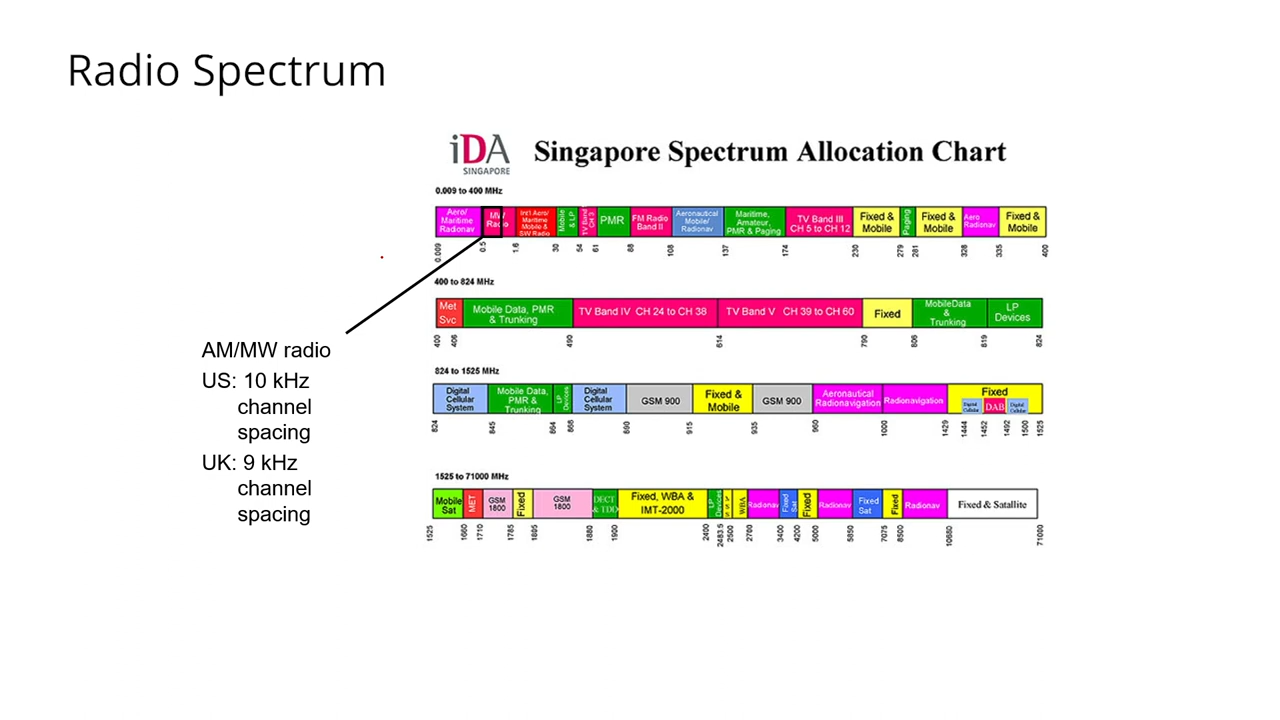 Radio Spectrum
iDA
SINGAPORE
Singapore Spectrum Allocation Chart
0.009 to 400 MHz
Aero/
Maritime
Radionav
MW
Radio
Int'l Aero/
Maritime
Mobile &
SW Radio
Mobile
& LP
TV Band I
CH 3
PMR
FM Radio
Band II
Aeronautical
Mobile/
Radionav
Maritime,
Amateur,
PMR & Paging
TV Band III
CH 5 to CH 12
Fixed &
Mobile
Paging
Fixed &
Mobile
Aero
Radionav
Fixed &
Mobile
0.009 0.5 1.6 30 54 61 88 108 137 174 230 279 281 328 335 400
400 to 824 MHz
Met
Svc
Mobile Data, PMR
& Trunking
TV Band IV CH 24 to CH 38
TV Band V CH 39 to CH 60
Fixed
MobileData
&
Trunking
LP
Devices
400 406 490 614 790 806 819 824
AM/MW radio
US: 10 kHz
channel
spacing
UK: 9 kHz
channel
spacing
824 to 1525 MHz
Digital
Cellular
System
Mobile Data,
PMR &
Trunking
LP
Devices
Digital
Cellular
System
GSM 900
Fixed &
Mobile
GSM 900
Aeronautical
Radionavigation
Radionavigation
Fixed
Digital
Cellular
DAB
Digital
Cellular
824 845 864 868 890 915 935 960 1000 1429 1444 1452 1492 1500 1525
1525 to 71000 MHz
Mobile
Sat
MET
GSM
1800
Fixed
GSM
1800
DECT
& TDD
Fixed, WBA &
IMT-2000
LP
Devices
WBA
Radionav
Fixed
Sat
Fixed
Radionav
Fixed
Sat
Fixed
Radionav
Fixed & Satallite
1525 1660 1710 1785 1805 1880 1900 2400 2483.5 2500 2700 3400 4200 5000 5850 7075 8500 10680 71000